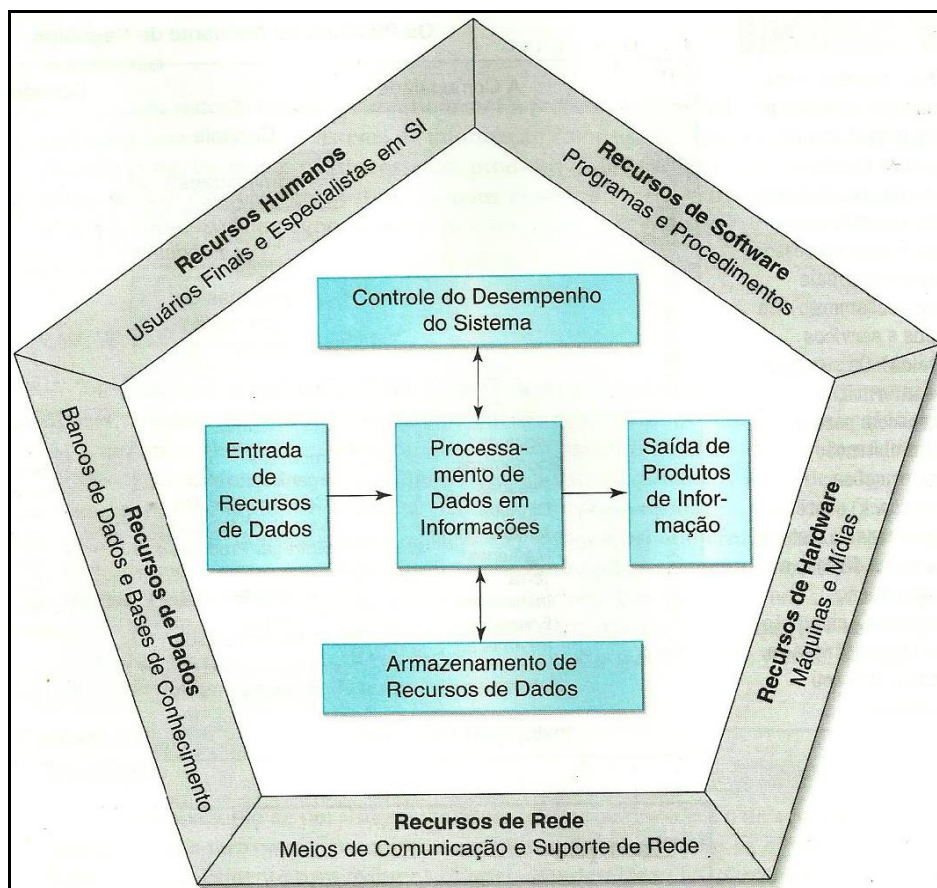 Recursos Humanos
Usuários Finais e Especialistas em SI
Recursos de Software
Programas e Procedimentos
Controle do Desempenho
do Sistema
Entrada
de
Recursos
de Dados
Processa-
mento de
Dados em
Informações
Saída de
Produtos
de Infor-
mação
Armazenamento de
Recursos de Dados
Recursos de Dados
Bancos de Dados e Bases de Conhecimento
Recursos de Hardware
Máquinas e Mídias
Recursos de Rede
Meios de Comunicação e Suporte de Rede